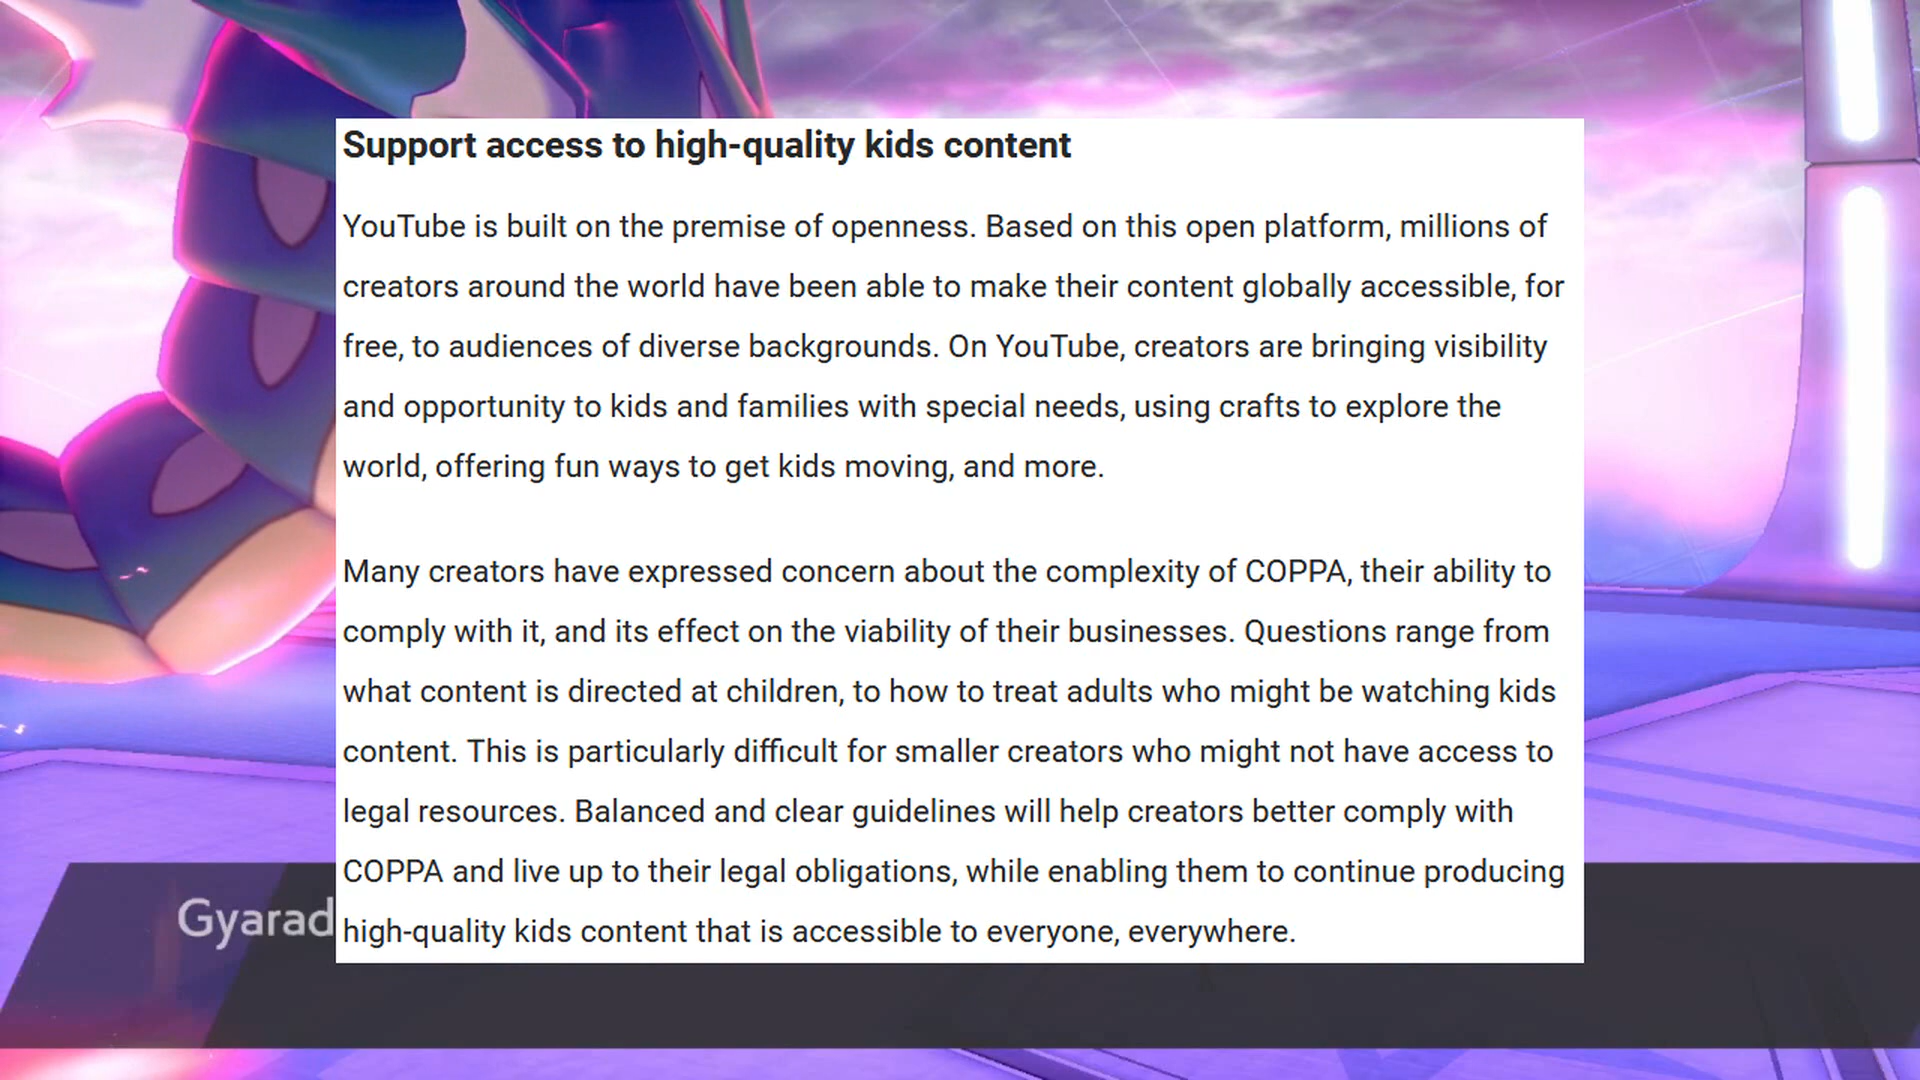 Support access to high-quality kids content
YouTube is built on the premise of openness. Based on this open platform, millions of
creators around the world have been able to make their content globally accessible, for
free, to audiences of diverse backgrounds. On YouTube, creators are bringing visibility
and opportunity to kids and families with special needs, using crafts to explore the
world, offering fun ways to get kids moving, and more.
Many creators have expressed concern about the complexity of COPPA, their ability to
comply with it, and its effect on the viability of their businesses. Questions range from
what content is directed at children, to how to treat adults who might be watching kids
content. This is particularly difficult for smaller creators who might not have access to
legal resources. Balanced and clear guidelines will help creators better comply with
COPPA and live up to their legal obligations, while enabling them to continue producing
high-quality kids content that is accessible to everyone, everywhere.
Gyarad